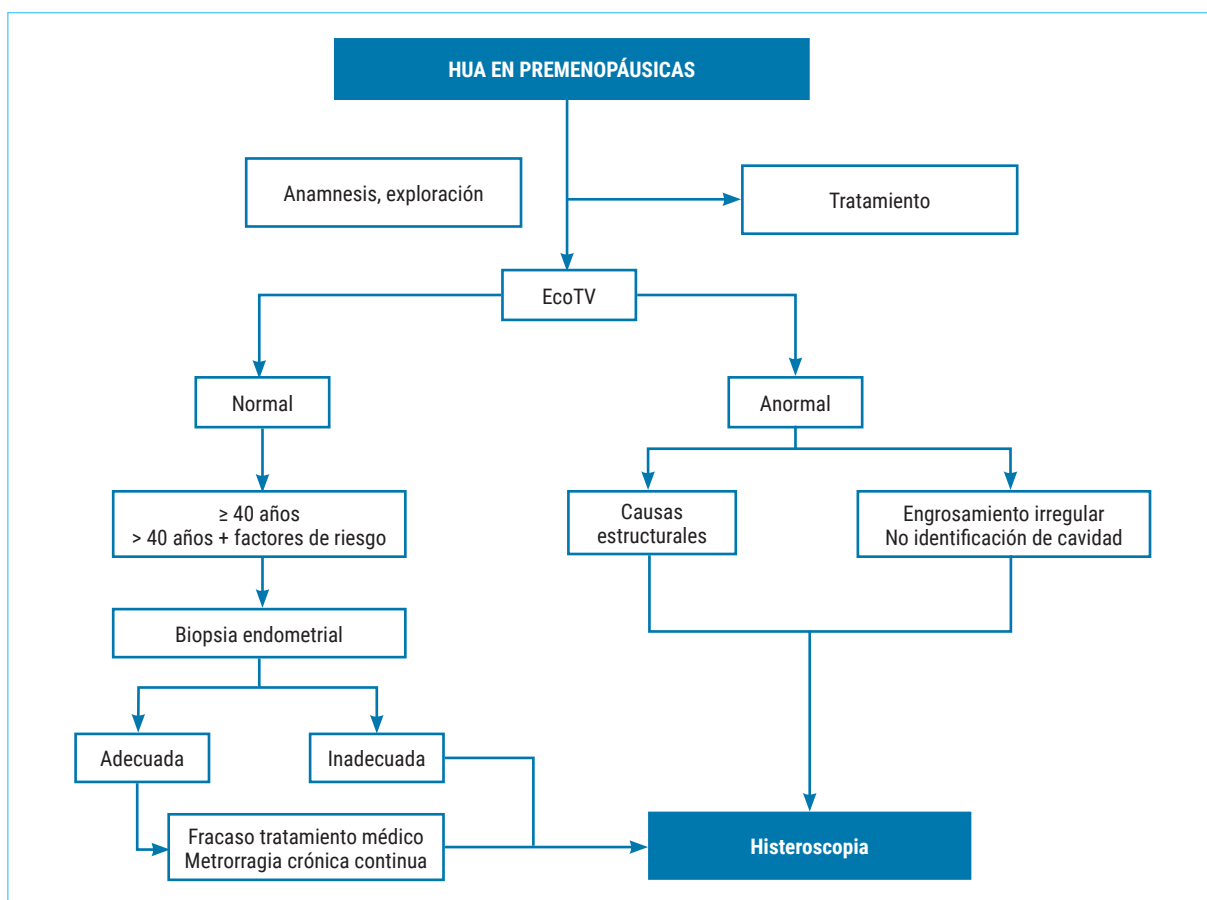 HUA EN PREMENOPÁUSICAS
Anamnesis, exploración
Tratamiento
EcoTV
Normal
Anormal
≥ 40 años
> 40 años + factores de riesgo
Causas
estructurales
Engrosamiento irregular
No identificación de cavidad
Biopsia endometrial
Adecuada
Inadecuada
Fracaso tratamiento médico
Metrorragia crónica continua
Histeroscopia